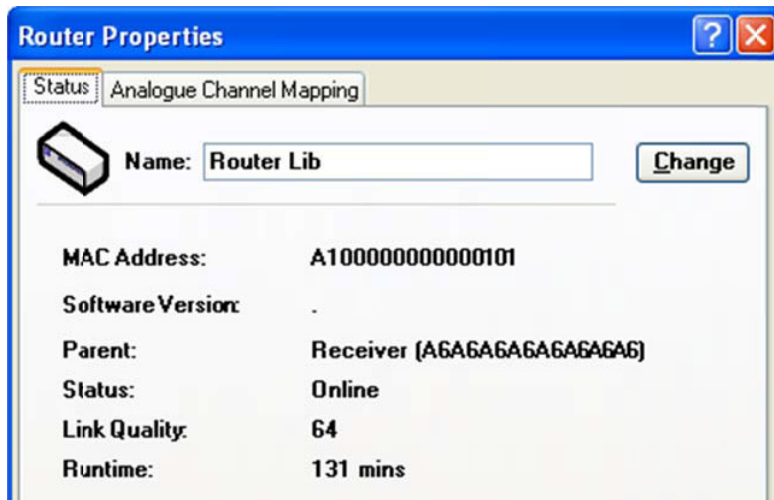 Router Properties
Status Analogue Channel Mapping
Name: Router Lib Change
MAC Address: A100000000000101
Software Version: .
Parent: Receiver (A6A6A6A6A6A6A6A6)
Status: Online
Link Quality: 64
Runtime: 131 mins